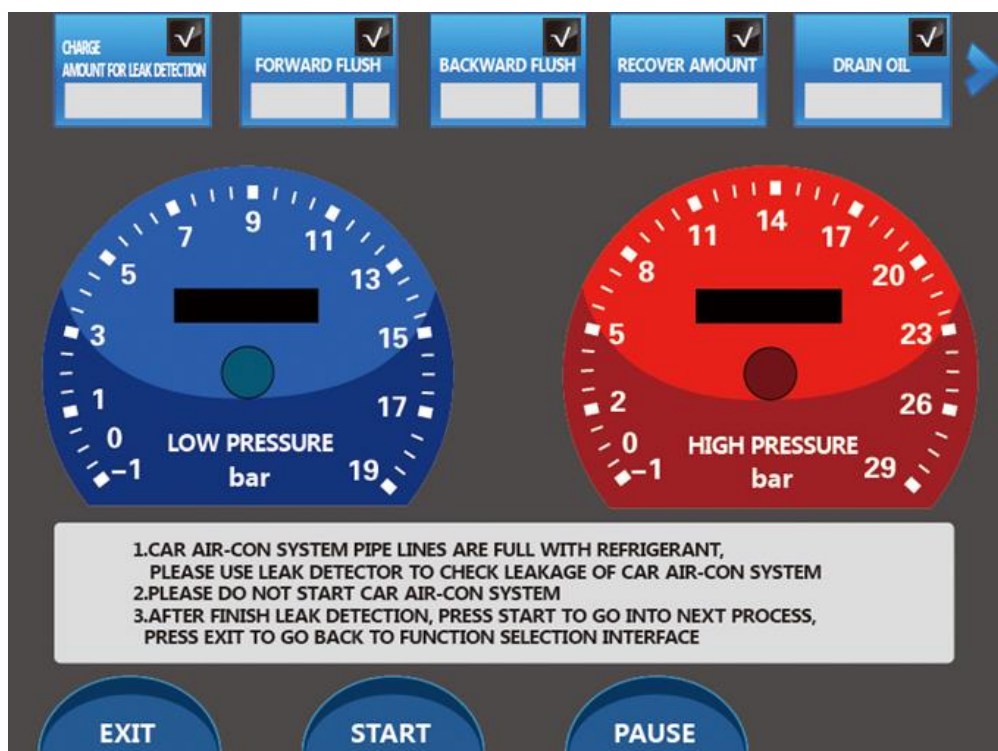 CHARGE
AMOUNT FOR LEAK DETECTION
FORWARD FLUSH
BACKWARD FLUSH
RECOVER AMOUNT
DRAIN OIL
-1
0
1
3
5
7
9
11
13
15
17
19
LOW PRESSURE
bar
-1
0
2
5
8
11
14
17
20
23
26
29
HIGH PRESSURE
bar
1.CAR AIR-CON SYSTEM PIPE LINES ARE FULL WITH REFRIGERANT,
PLEASE USE LEAK DETECTOR TO CHECK LEAKAGE OF CAR AIR-CON SYSTEM
2.PLEASE DO NOT START CAR AIR-CON SYSTEM
3.AFTER FINISH LEAK DETECTION, PRESS START TO GO INTO NEXT PROCESS,
PRESS EXIT TO GO BACK TO FUNCTION SELECTION INTERFACE
EXIT
START
PAUSE